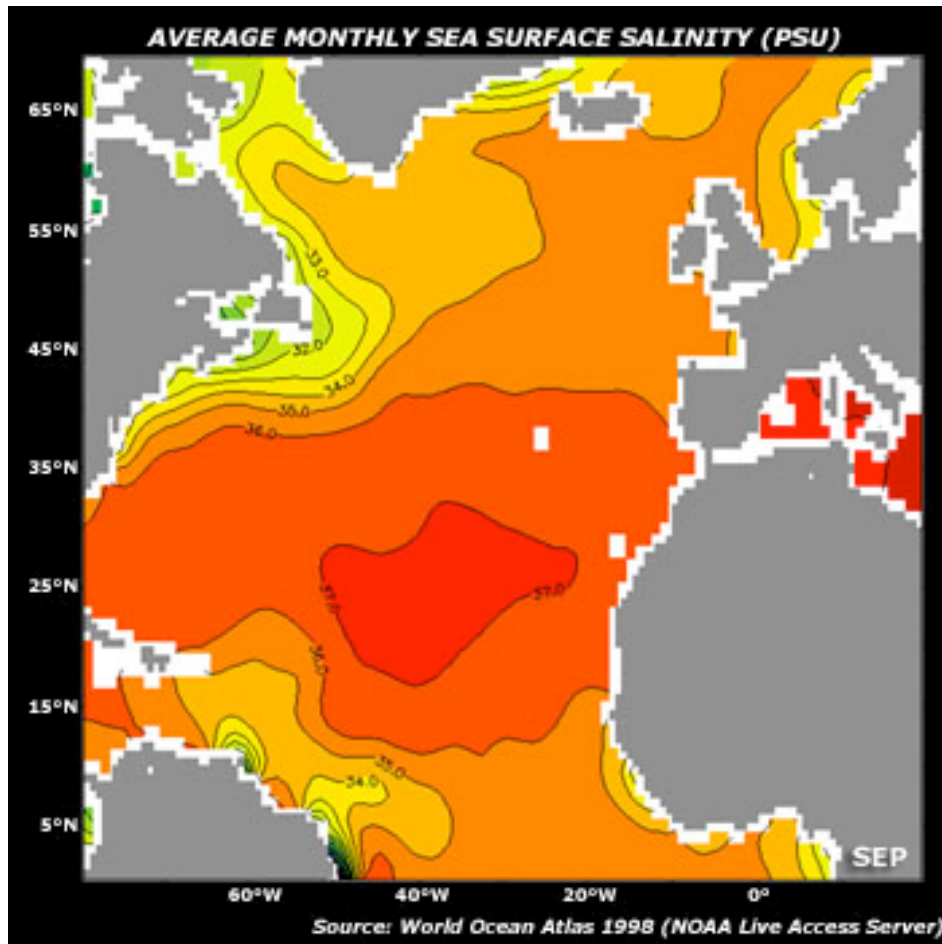 AVERAGE MONTHLY SEA SURFACE SALINITY (PSU)
65°N
55°N
33.0
45°N
32.0
34.0
35.0
36.0
35°N
25°N
37.0
37.0
36.0
15°N
35.0
34.0
5°N
SEP
60°W 40°W 20°W 0°
Source: World Ocean Atlas 1998 (NOAA Live Access Server)